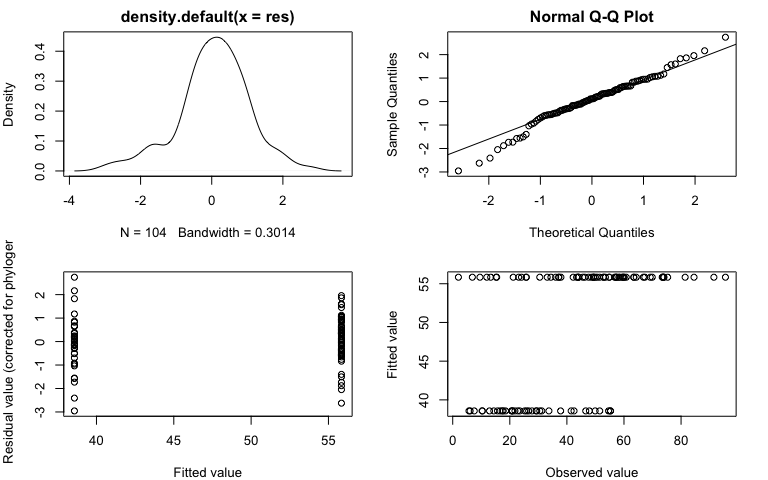 density.default(x = res)
Density
0.0 0.1 0.2 0.3 0.4
-4 -2 0 2
N = 104 Bandwidth = 0.3014
Normal Q-Q Plot
Sample Quantiles
-3 -2 -1 0 1 2
-2 -1 0 1 2
Theoretical Quantiles
Residual value (corrected for phyloger
-3 -2 -1 0 1 2
40 45 50 55
Fitted value
Fitted value
40 45 50 55
0 20 40 60 80
Observed value